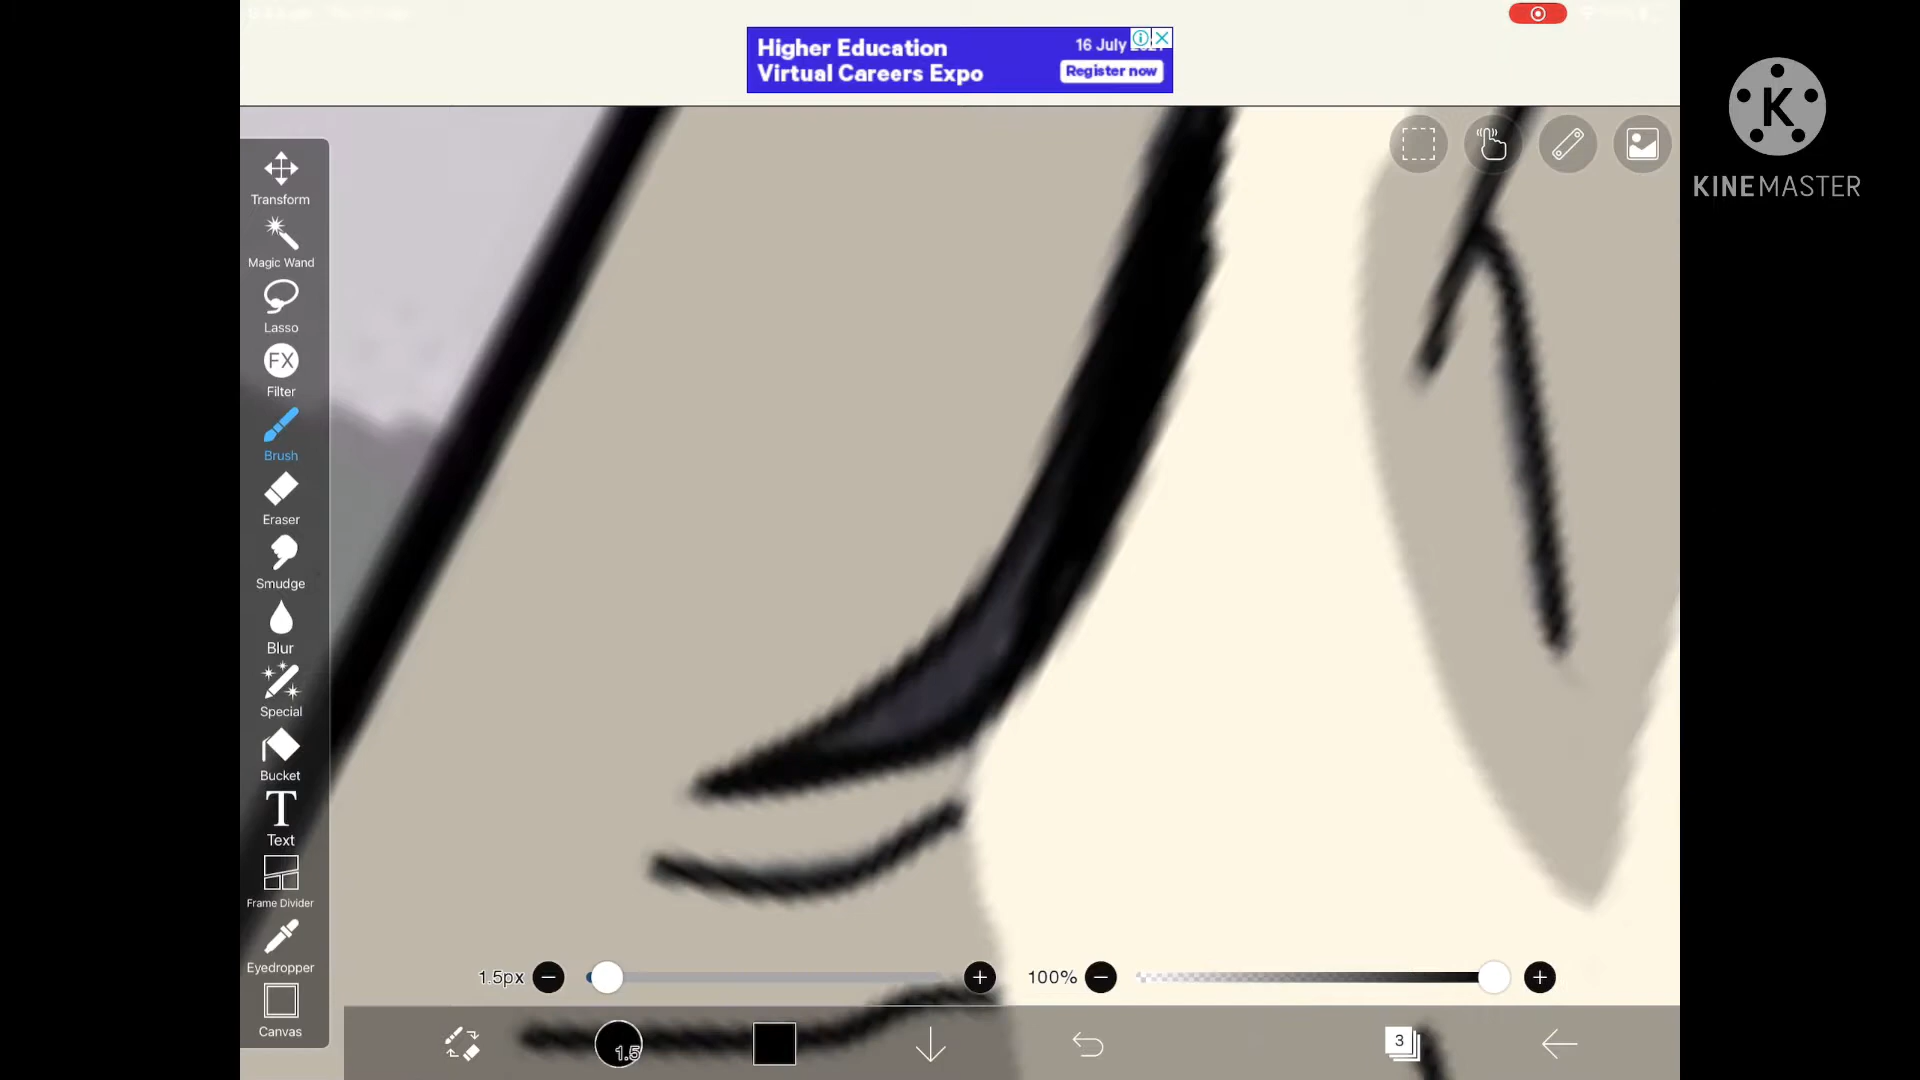 Higher Education
Virtual Careers Expo
16 July
Register now
K
KINEMASTER
Transform
Magic Wand
Lasso
FX
Filter
Brush
Eraser
Smudge
Blur
Special
Bucket
T
Text
Frame Divider
Eyedropper
Canvas
1.5px
100%
1.5
3